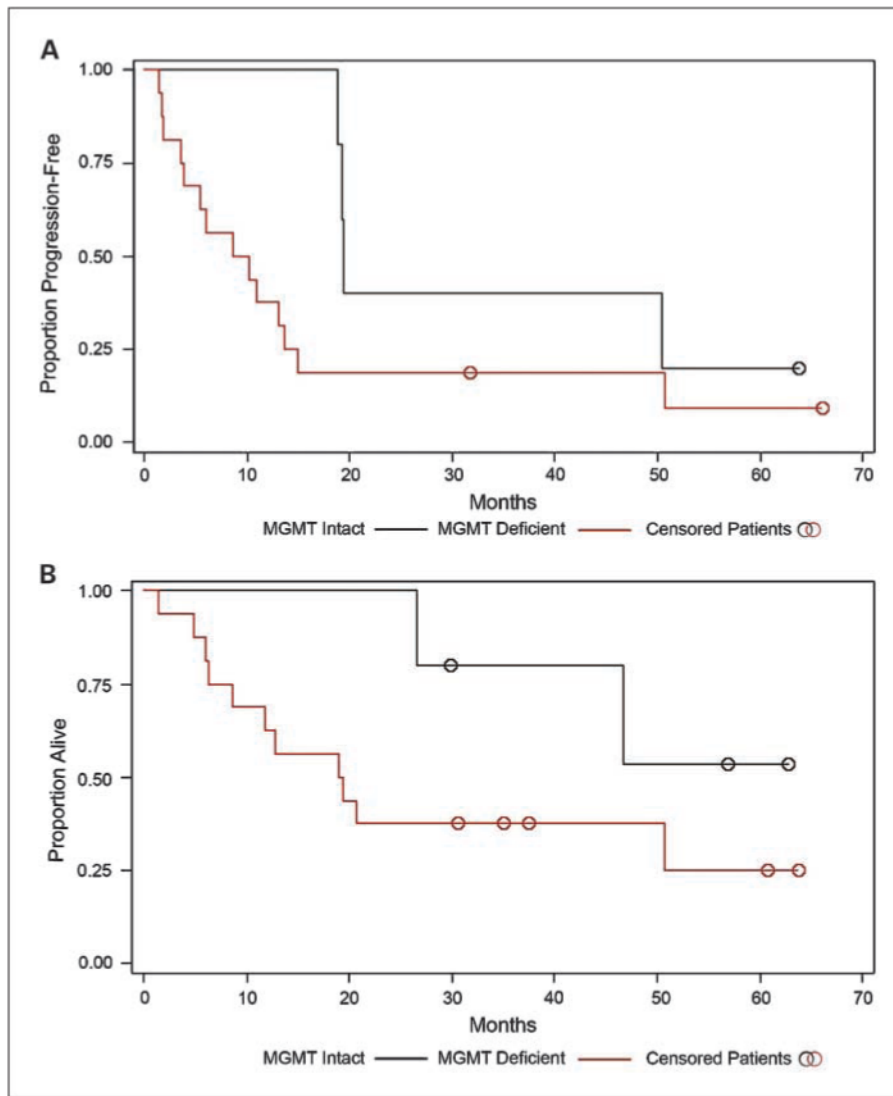 A
Proportion Progression-Free
1.00
0.75
0.50
0.25
0.00
0 10 20 30 40 50 60 70
Months
MGMT Intact MGMT Deficient Censored Patients
B
Proportion Alive
1.00
0.75
0.50
0.25
0.00
0 10 20 30 40 50 60 70
Months
MGMT Intact MGMT Deficient Censored Patients